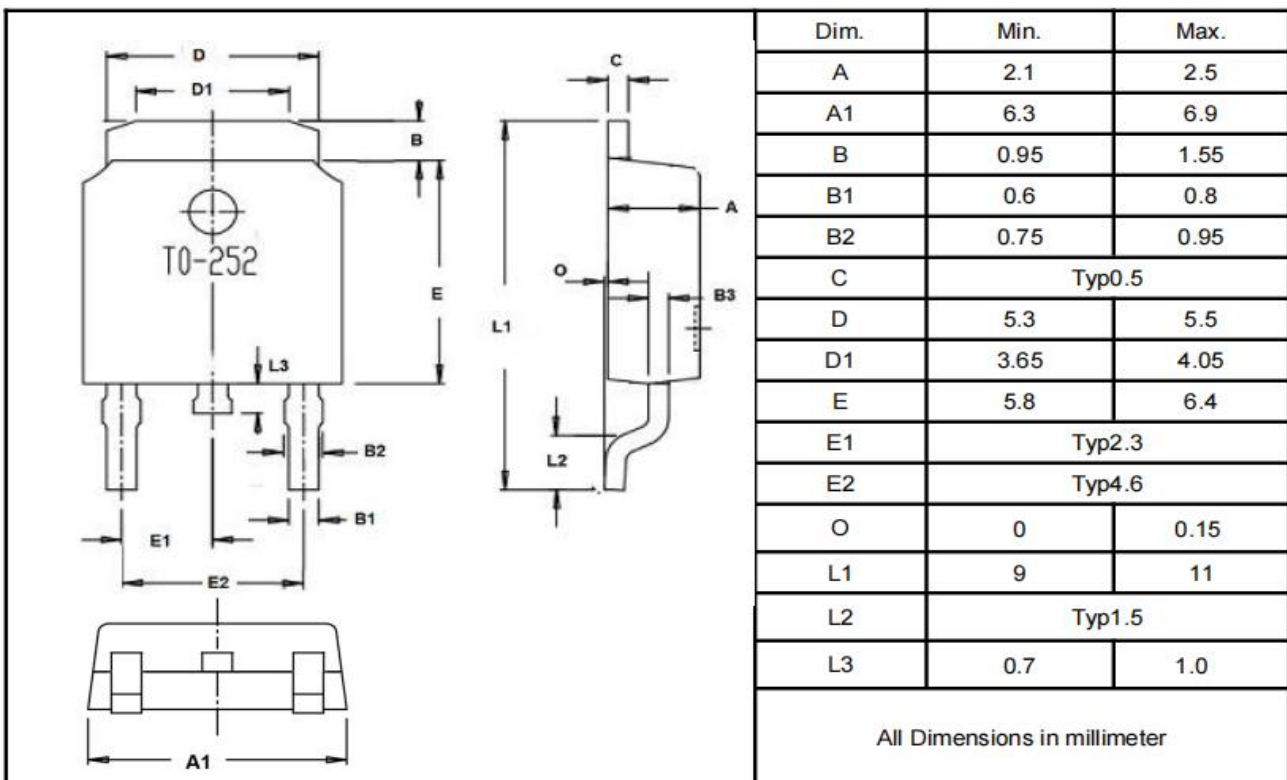 D
D1
B
C
A
TO-252
O
E
B3
L1
L3
L2
B2
B1
E1
E2
A1
Dim. Min. Max.
A 2.1 2.5
A1 6.3 6.9
B 0.95 1.55
B1 0.6 0.8
B2 0.75 0.95
C Typ0.5
D 5.3 5.5
D1 3.65 4.05
E 5.8 6.4
E1 Typ2.3
E2 Typ4.6
O 0 0.15
L1 9 11
L2 Typ1.5
L3 0.7 1.0
All Dimensions in millimeter